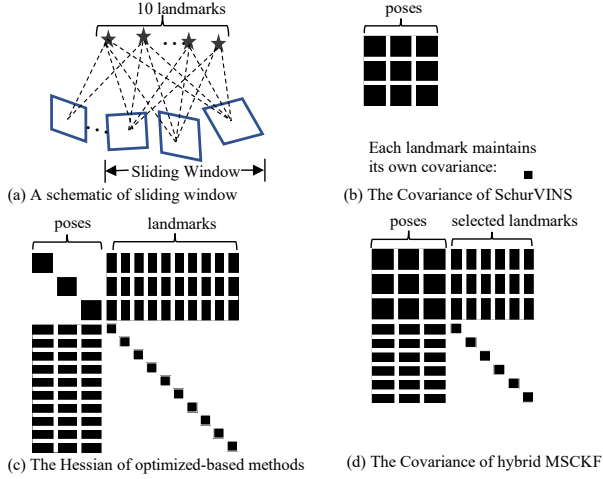 10 landmarks
Sliding Window
(a) A schematic of sliding window
poses
Each landmark maintains
its own covariance:
(b) The Covariance of SchurVINS
poses landmarks
(c) The Hessian of optimized-based methods
poses selected landmarks
(d) The Covariance of hybrid MSCKF